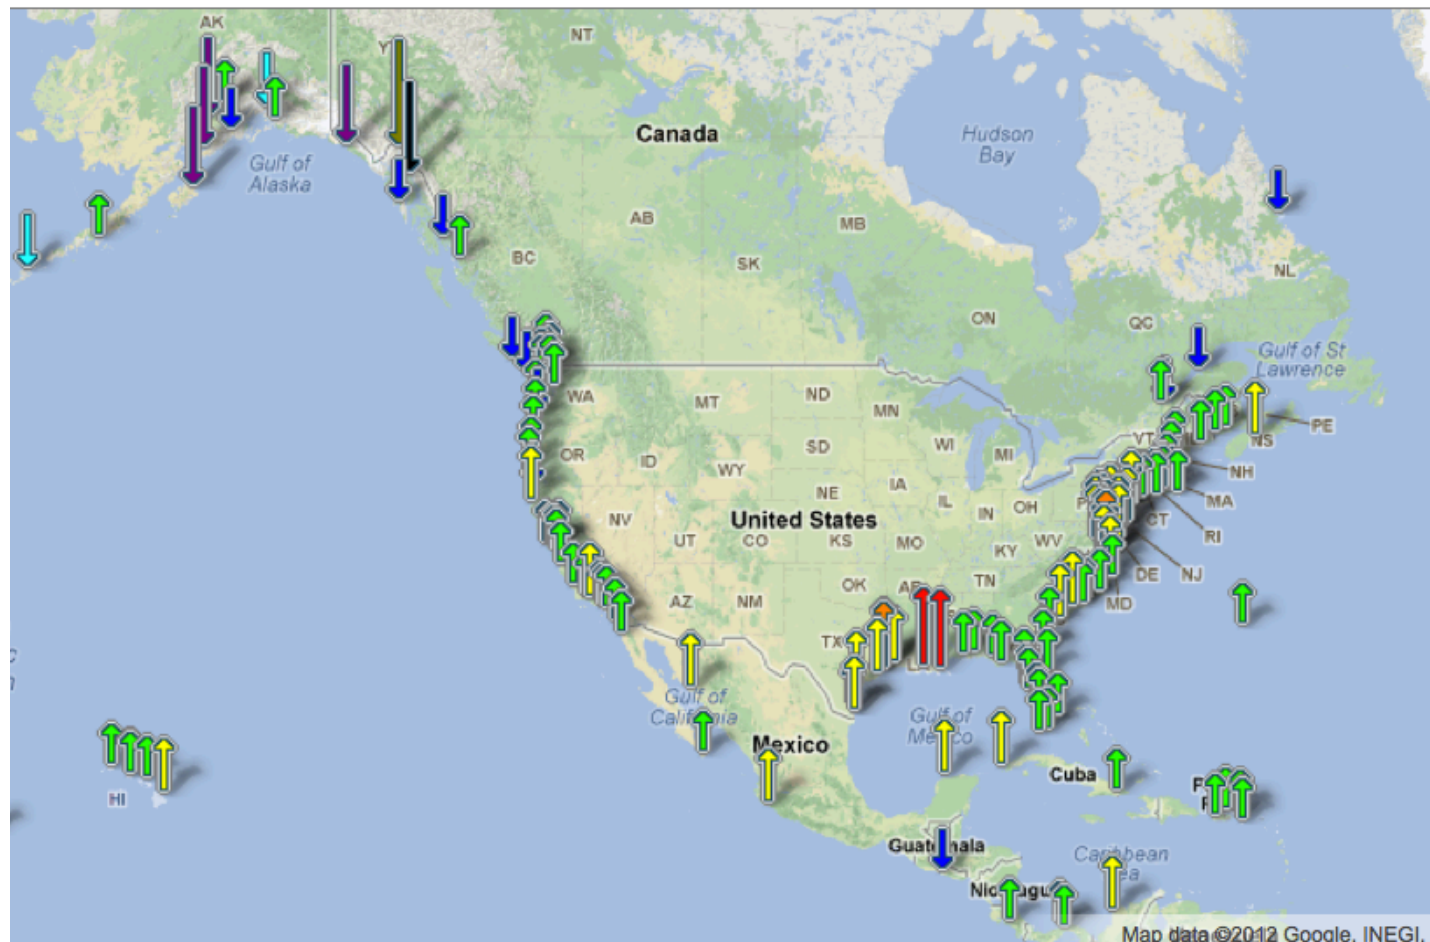 AK
NT
Canada
Hudson
Bay
Gulf of
Alaska
AB
MB
BC
SK
NL
ON
QC
Gulf of St
Lawrence
WA
MT
ND
MN
PE
NS
VT
OR
ID
SD
WI
MI
NH
WY
IA
MA
NE
IL
IN
OH
CT
NV
United States
RI
UT
CO
KS
MO
KY
WV
DE
NJ
OK
TN
AZ
NM
MD
TX
Gulf of
California
Gulf of
Mexico
Mexico
Cuba
HI
Guatemala
Caribbean
Map data ©2012 Google, INEGI,